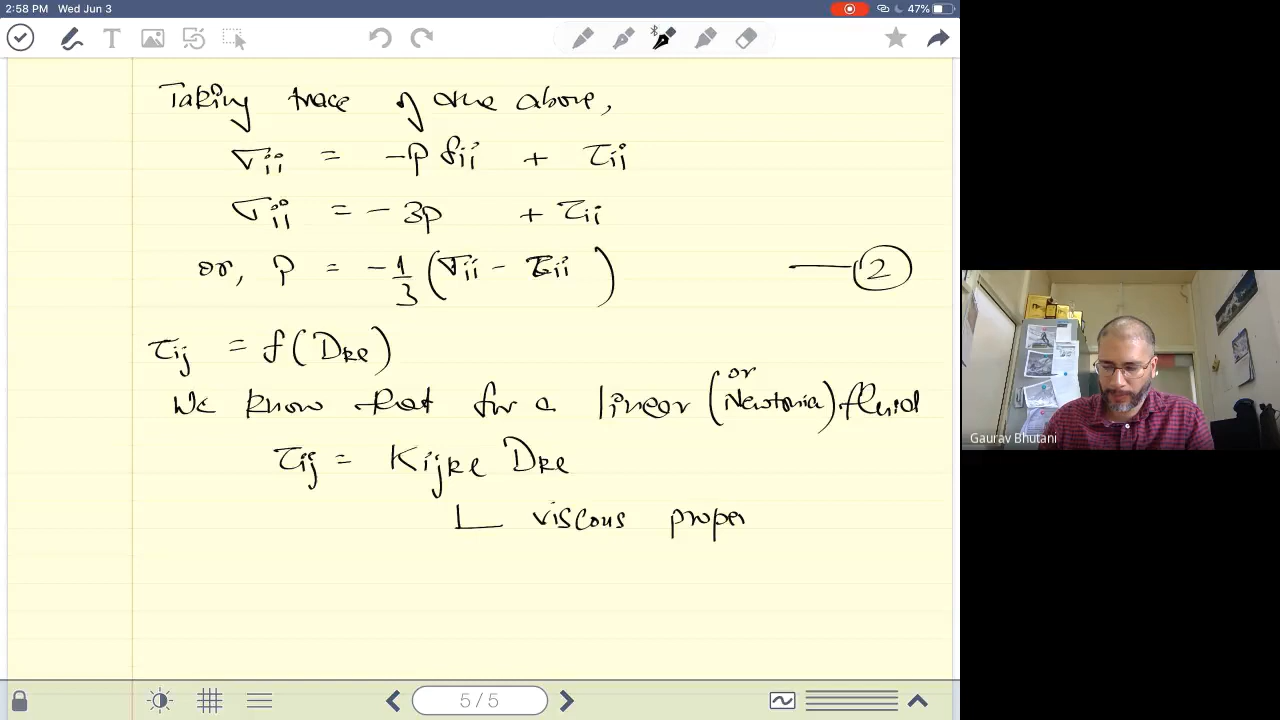 2:58 PM Wed Jun 3
47%
Taking trace of the above,
σii = -P δii + τii
σii = - 3p + τii
or, p = -1/3 (σii - τii) —(2)
τij = f(Dkl)
We know that for a linear (or Newtonia) fluid
τij = Kijkl Dkl
viscous proper
Gaurav Bhutani
5 / 5